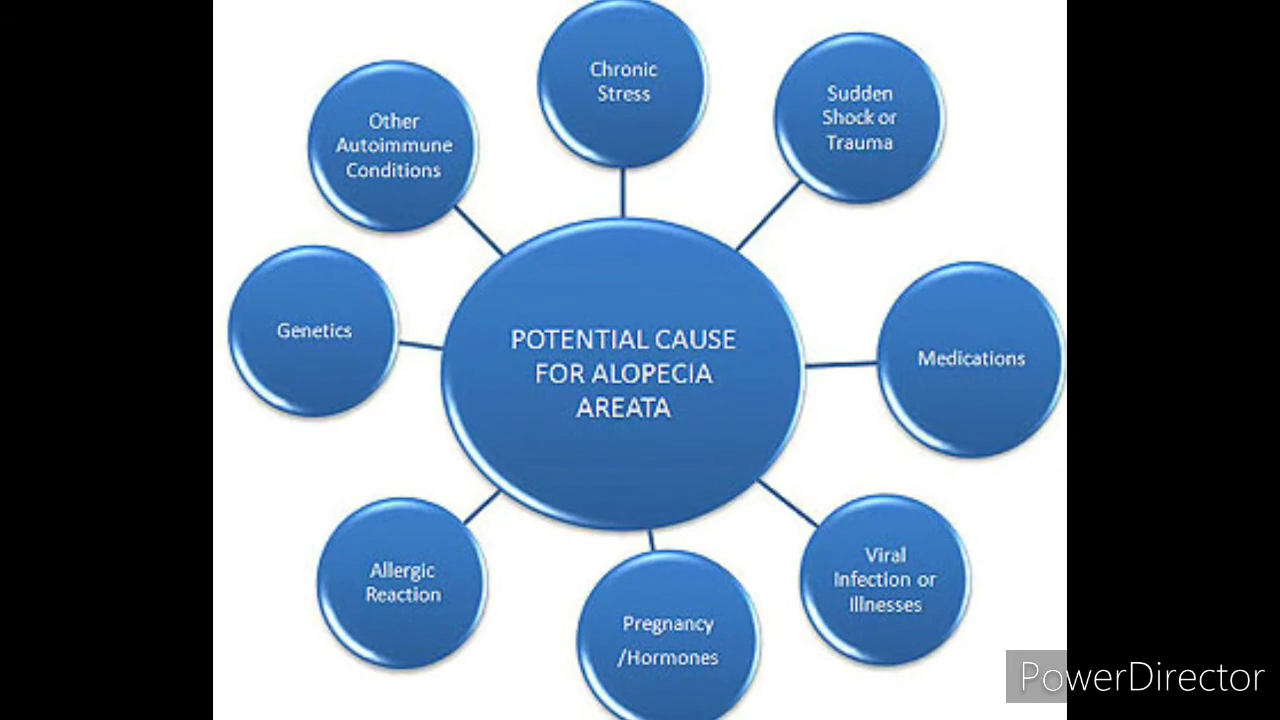 Chronic
Stress
Sudden
Shock or
Trauma
Other
Autoimmune
Conditions
Genetics
POTENTIAL CAUSE
FOR ALOPECIA
AREATA
Medications
Allergic
Reaction
Viral
Infection or
Illnesses
Pregnancy
/Hormones
PowerDirector